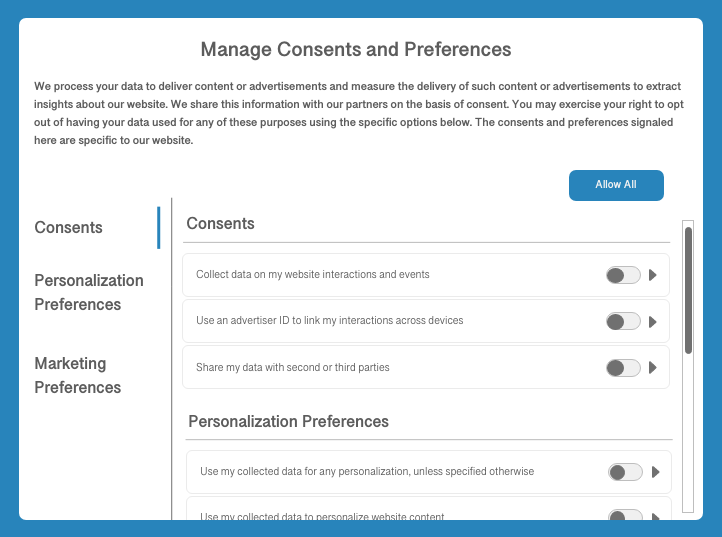 Manage Consents and Preferences
We process your data to deliver content or advertisements and measure the delivery of such content or advertisements to extract
insights about our website. We share this information with our partners on the basis of consent. You may exercise your right to opt
out of having your data used for any of these purposes using the specific options below. The consents and preferences signaled
here are specific to our website.
Allow All
Consents
Personalization
Preferences
Marketing
Preferences
Consents
Collect data on my website interactions and events
Use an advertiser ID to link my interactions across devices
Share my data with second or third parties
Personalization Preferences
Use my collected data for any personalization, unless specified otherwise
Use my collected data to personalize website content